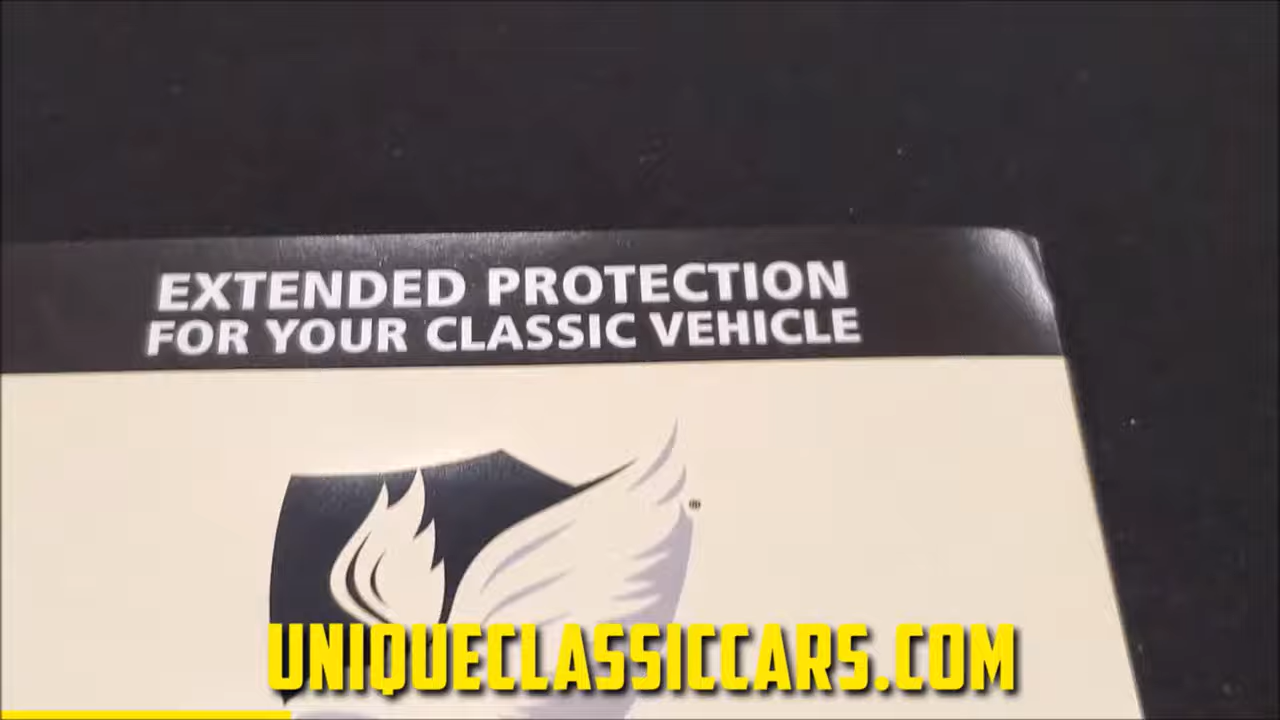 EXTENDED PROTECTION
FOR YOUR CLASSIC VEHICLE
®
UNIQUECLASSICCARS.COM